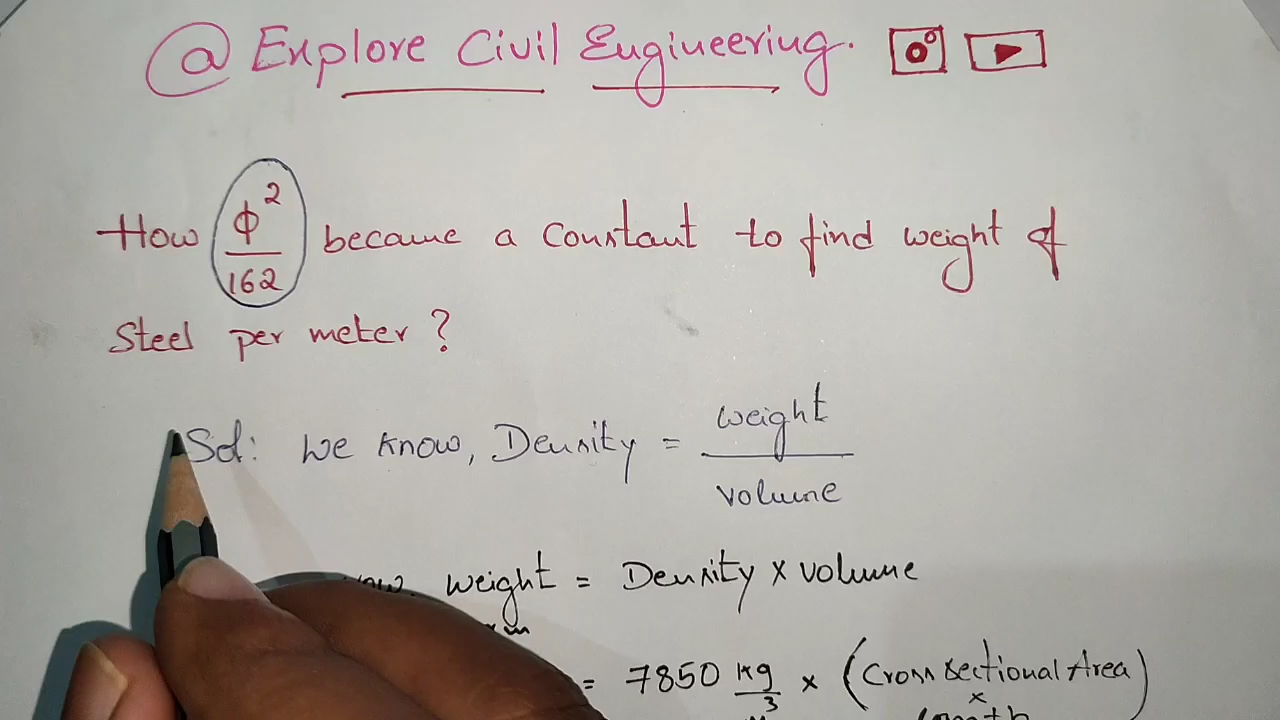 @ Explore Civil Engineering.
How ϕ²/162 became a constant to find weight of
Steel per meter?
Sol: We know, Density = weight/volume
weight = Density x volume
= 7850 kg/3 x (Cross sectional Area
x